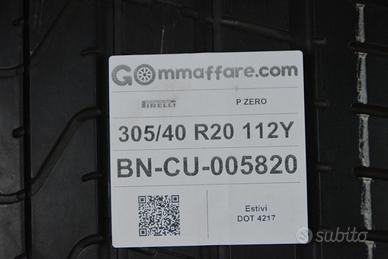 GOmmaffare.com
PIRELLI P ZERO
305/40 R20 112Y
BN-CU-005820
Estivi
DOT 4217
subito